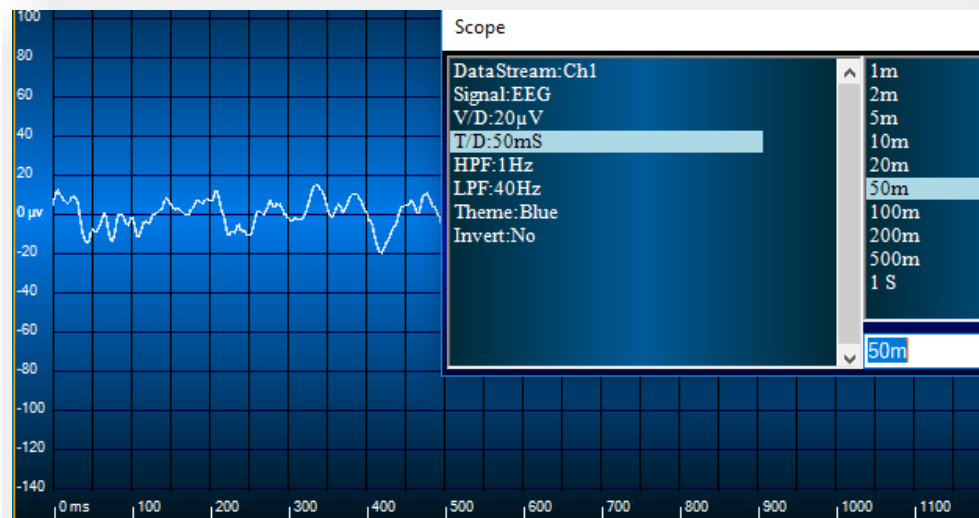 100
80
60
40
20
0 µv
-20
-40
-60
-80
-100
-120
-140
0 ms 100 200 300 400 500 600 700 800 900 1000 1100
Scope
DataStream:Ch1
Signal:EEG
V/D:20µV
T/D:50mS
HPF:1Hz
LPF:40Hz
Theme:Blue
Invert:No
1m
2m
5m
10m
20m
50m
100m
200m
500m
1 S
50m